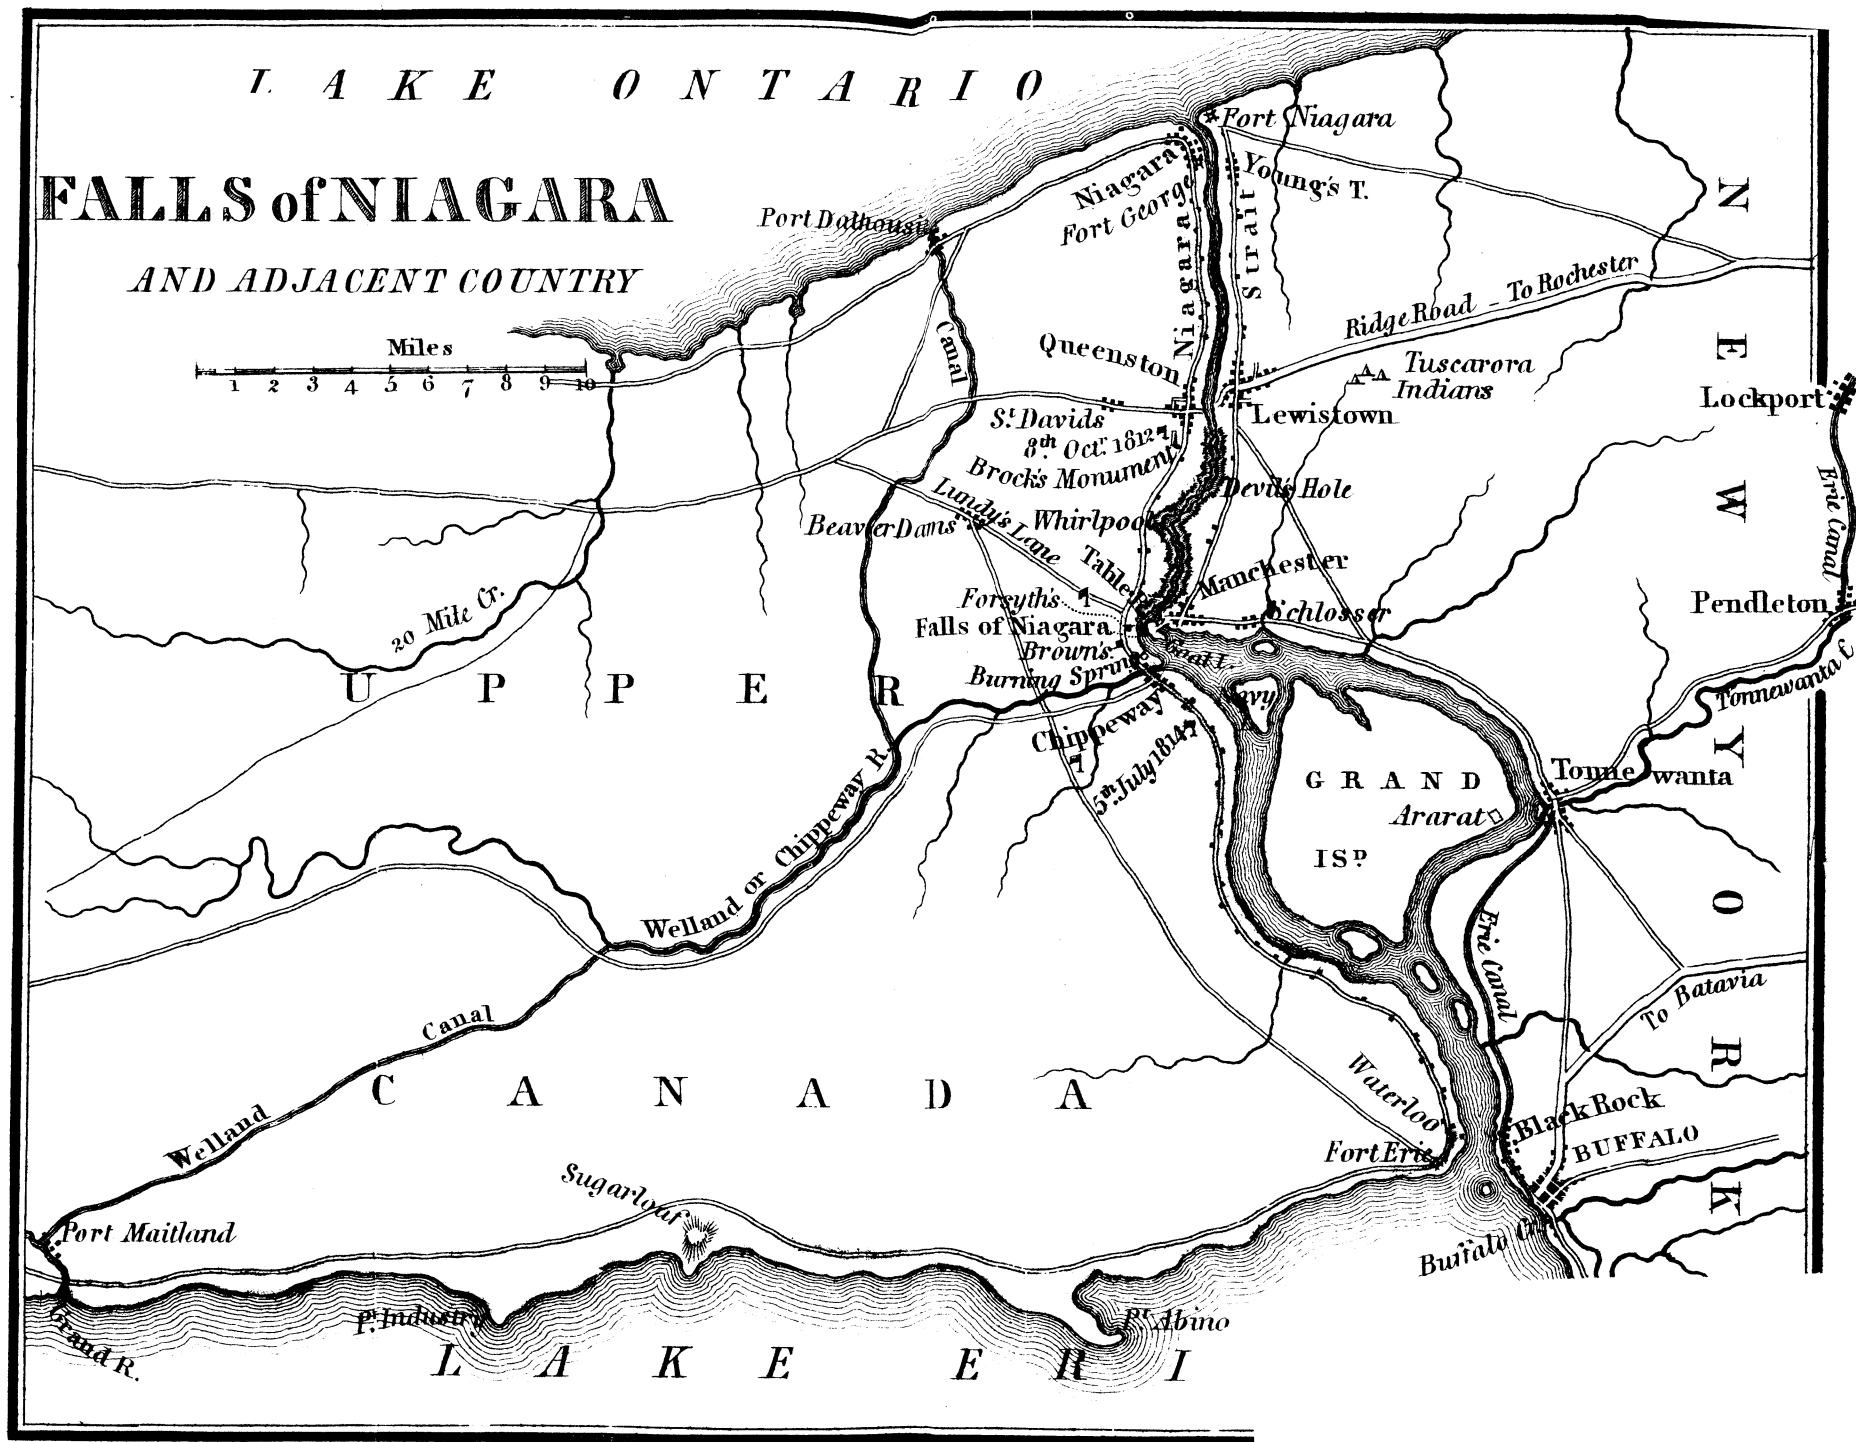 LAKE ONTARIO
FALLS of NIAGARA
AND ADJACENT COUNTRY
Miles
1 2 3 4 5 6 7 8 9 10
Fort Niagara
Young's T.
Niagara
Fort George
Port Dalhousie
Niagara Strait
Canal
Ridge Road - To Rochester
Queenston
Tuscarora
Indians
Lockport
St. Davids
Lewistown
8th Octr. 1812
Brock's Monument
Devil's Hole
Lundy's Lane
Beaver Dams
Whirlpool
Erie Canal
Table R.
Manchester
Forsyth's
Schlosser
Pendleton
20 Mile Cr.
Falls of Niagara
Brown's
Goat I.
Burning Spring
Navy
Tonnewanta C
Chippeway
5th July 1814
Tonnewanta
GRAND
Ararat
ISD
Welland or Chippeway R.
Erie Canal
To Batavia
Welland Canal
UPPER
CANADA
NEW YORK
Waterloo
Black Rock
Fort Erie
BUFFALO
Sugarloaf
Port Maitland
Buffalo Cr.
Grand R.
Pt. Industry
Pt. Abino
LAKE ERI